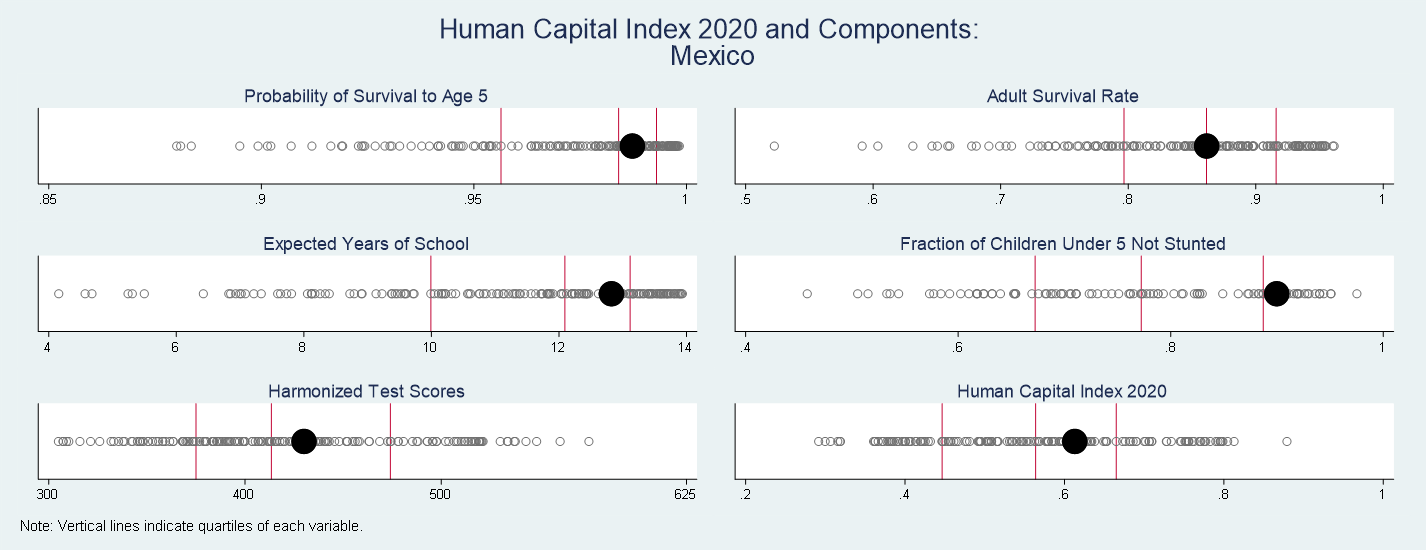 Human Capital Index 2020 and Components:
Mexico
Probability of Survival to Age 5
.85 .9 .95 1
Adult Survival Rate
.5 .6 .7 .8 .9 1
Expected Years of School
4 6 8 10 12 14
Fraction of Children Under 5 Not Stunted
.4 .6 .8 1
Harmonized Test Scores
300 400 500 625
Human Capital Index 2020
.2 .4 .6 .8 1
Note: Vertical lines indicate quartiles of each variable.